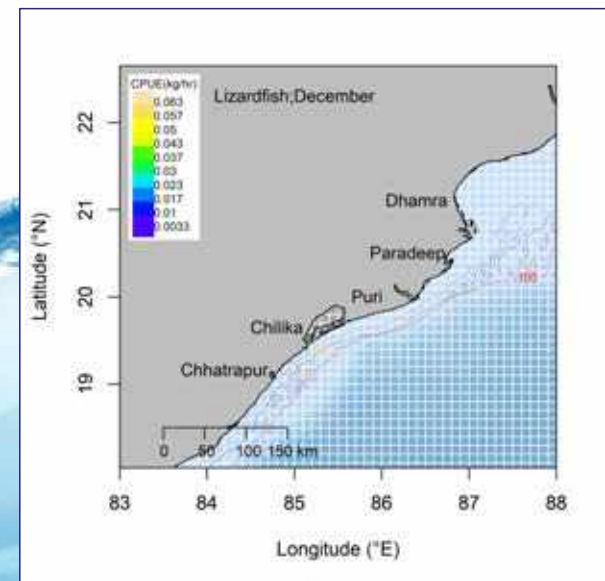 CPUE(kg/hr)
Lizardfish;December
0.063
0.057
0.05
0.043
0.037
0.03
0.023
0.017
0.01
0.0033
Latitude (°N)
22
21
20
19
Dhamra
Paradeep
Puri
Chilika
Chhatrapur
0 50 100 150 km
83 84 85 86 87 88
Longitude (°E)